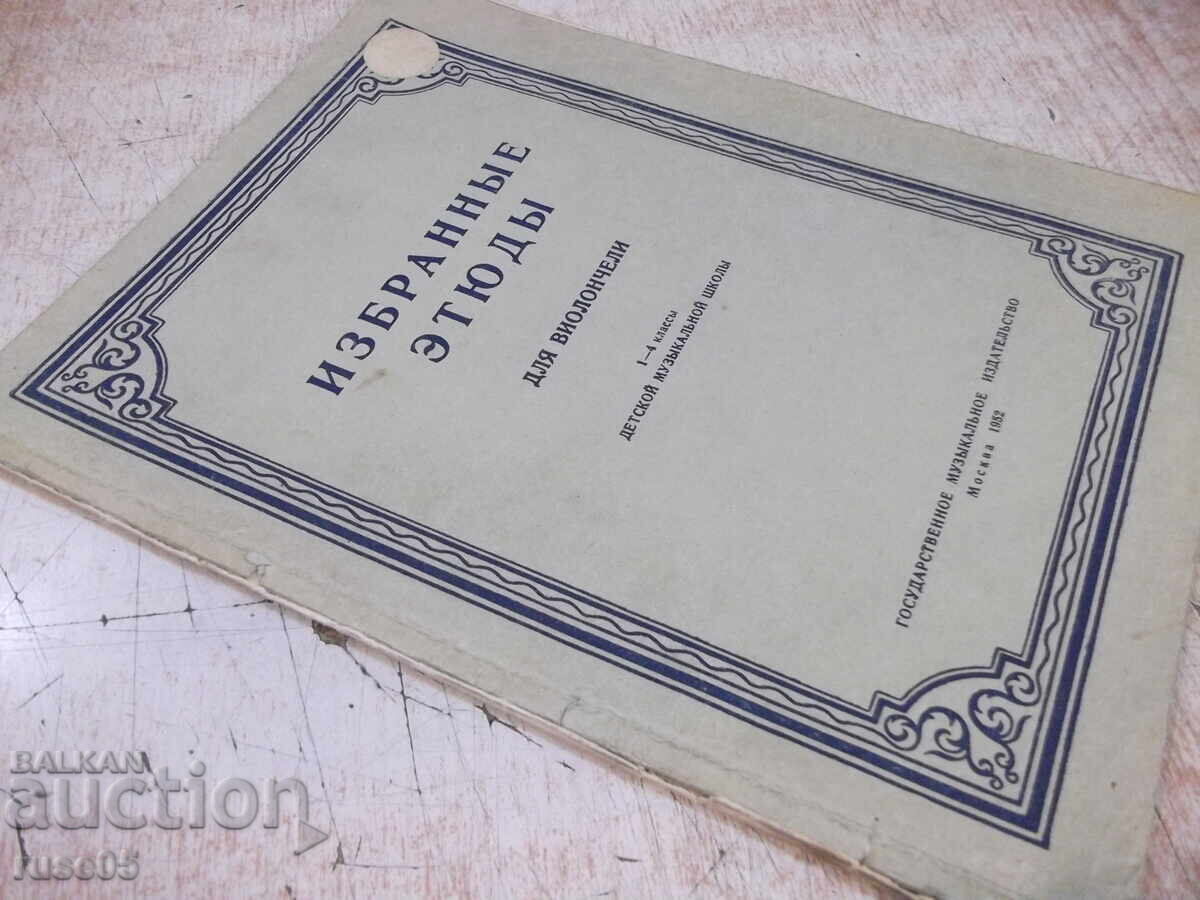 ИЗБРАННЫЕ
ЭТЮДЫ
ДЛЯ ВИОЛОНЧЕЛИ
1—4 классы
ДЕТСКОЙ МУЗЫКАЛЬНОЙ ШКОЛЫ
ГОСУДАРСТВЕННОЕ МУЗЫКАЛЬНОЕ ИЗДАТЕЛЬСТВО
Москва 1952
BALKAN
auction
ruse05